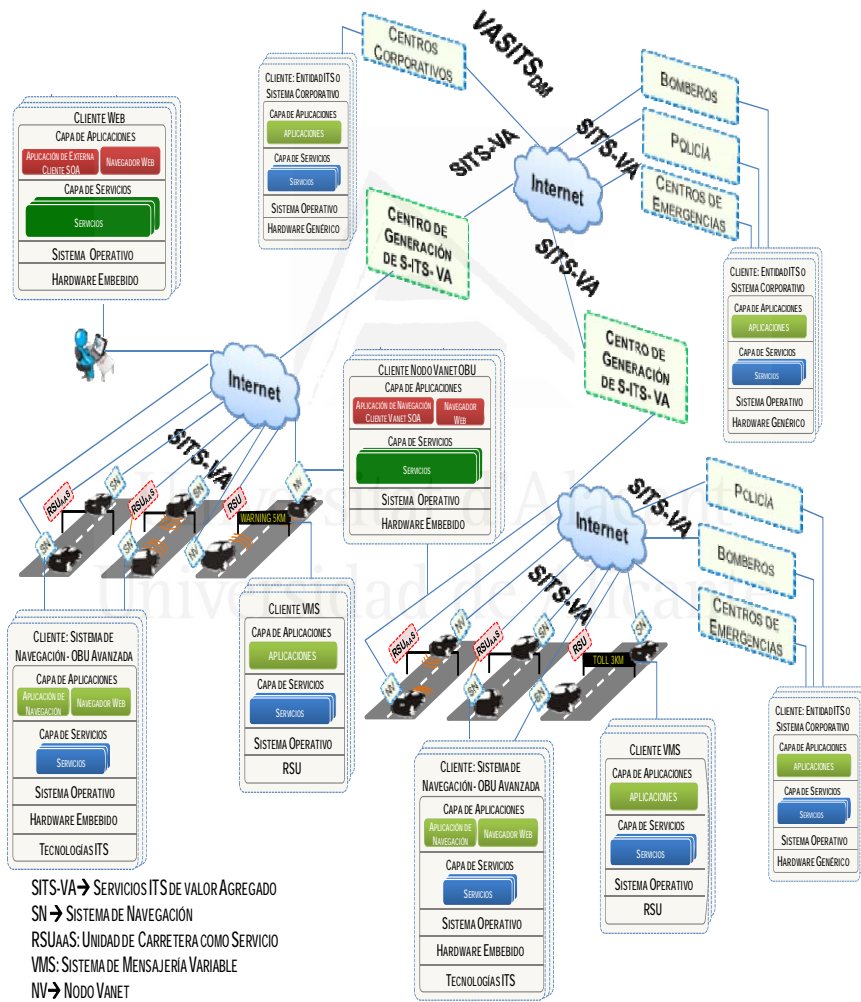 CENTROS
CORPORATIVOS
VASITS DM
SITS-VA
SITS-VA
SITS-VA
Internet
BOMBEROS
POLICÍA
CENTROS DE
EMERGENCIAS
CLIENTE: ENTIDAD ITS O
SISTEMA CORPORATIVO
CAPA DE APLICACIONES
APLICACIONES
CAPA DE SERVICIOS
SERVICIOS
SISTEMA OPERATIVO
HARDWARE GENÉRICO
CLIENTE WEB
CAPA DE APLICACIONES
APLICACIÓN DE EXTERNA
CLIENTE SOA
NAVEGADOR WEB
CAPA DE SERVICIOS
SERVICIOS
SISTEMA OPERATIVO
HARDWARE EMBEBIDO
CENTRO DE
GENERACIÓN
DE S-ITS- VA
CENTRO DE
GENERACIÓN
DE S-ITS- VA
CLIENTE: ENTIDAD ITS O
SISTEMA CORPORATIVO
CAPA DE APLICACIONES
APLICACIONES
CAPA DE SERVICIOS
SERVICIOS
SISTEMA OPERATIVO
HARDWARE GENÉRICO
Internet
SITS-VA
CLIENTE NODO VANET OBU
CAPA DE APLICACIONES
APLICACIÓN DE NAVEGACIÓN
CLIENTE VANET SOA
NAVEGADOR
WEB
CAPA DE SERVICIOS
SERVICIOS
SISTEMA OPERATIVO
HARDWARE EMBEBIDO
RSUAAS
SN
RSUAAS
SN
RSU
NV
WARNING 5KM
SN
SN
NV
Universitat d'Alacant
Universidad de Alicante
Internet
SITS-VA
SITS-VA
POLICÍA
BOMBEROS
CENTROS DE
EMERGENCIAS
RSUAAS
NV
RSUAAS
SN
RSU
SN
TOLL 3KM
NV
SN
SN
CLIENTE: SISTEMA DE
NAVEGACIÓN - OBU AVANZADA
CAPA DE APLICACIONES
APLICACIÓN DE
NAVEGACIÓN
NAVEGADOR WEB
CAPA DE SERVICIOS
SERVICIOS
SISTEMA OPERATIVO
HARDWARE EMBEBIDO
TECNOLOGÍAS ITS
CLIENTE VMS
CAPA DE APLICACIONES
APLICACIONES
CAPA DE SERVICIOS
SERVICIOS
SISTEMA OPERATIVO
RSU
CLIENTE: SISTEMA DE
NAVEGACIÓN - OBU AVANZADA
CAPA DE APLICACIONES
APLICACIÓN DE
NAVEGACIÓN
NAVEGADOR WEB
CAPA DE SERVICIOS
SERVICIOS
SISTEMA OPERATIVO
HARDWARE EMBEBIDO
TECNOLOGÍAS ITS
CLIENTE VMS
CAPA DE APLICACIONES
APLICACIONES
CAPA DE SERVICIOS
SERVICIOS
SISTEMA OPERATIVO
RSU
CLIENTE: ENTIDAD ITS O
SISTEMA CORPORATIVO
CAPA DE APLICACIONES
APLICACIONES
CAPA DE SERVICIOS
SERVICIOS
SISTEMA OPERATIVO
HARDWARE GENÉRICO
SITS-VA→ SERVICIOS ITS DE VALOR AGREGADO
SN → SISTEMA DE NAVEGACIÓN
RSUAAS: UNIDAD DE CARRETERA COMO SERVICIO
VMS: SISTEMA DE MENSAJERÍA VARIABLE
NV→ NODO VANET